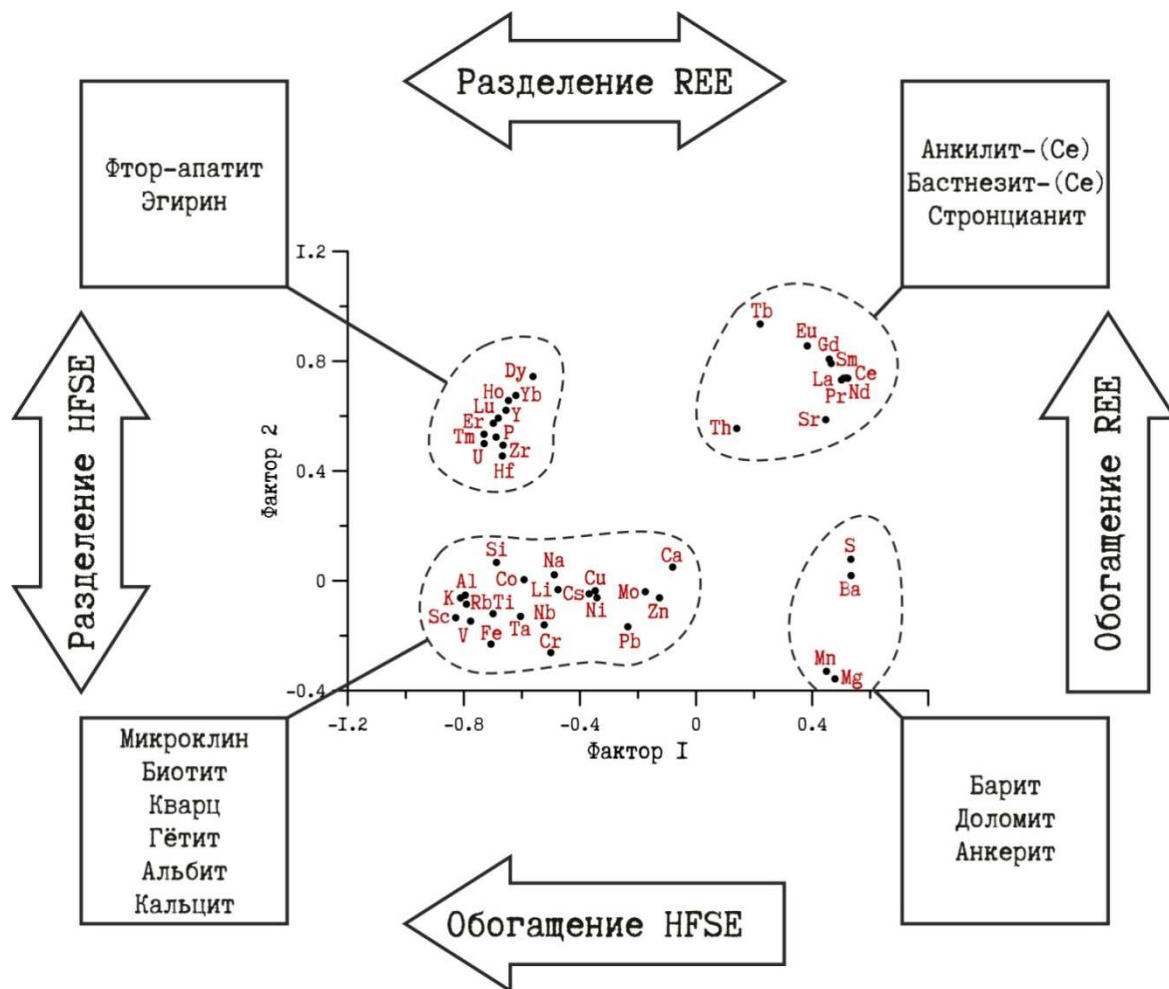 Разделение REE
Фтор-апатит
Эгирин
Анкилит-(Ce)
Бастнезит-(Ce)
Стронцианит
Разделение HFSE
Обогащение REE
Фактор 2
I.2
0.8
0.4
0
-0.4
Tb
Eu
Gd
Sm
La
Ce
Pr
Nd
Sr
Th
Dy
Ho
Yb
Lu
Y
Er
Tm
P
U
Zr
Hf
Si
Na
Ca
Co
Al
Li
Cs
Cu
Mo
K
Rb
Ti
Ni
Zn
Sc
V
Fe
Ta
Nb
Cr
Pb
S
Ba
Mn
Mg
-I.2
-0.8
-0.4
0
0.4
Фактор I
Микроклин
Биотит
Кварц
Гётит
Альбит
Кальцит
Барит
Доломит
Анкерит
Обогащение HFSE